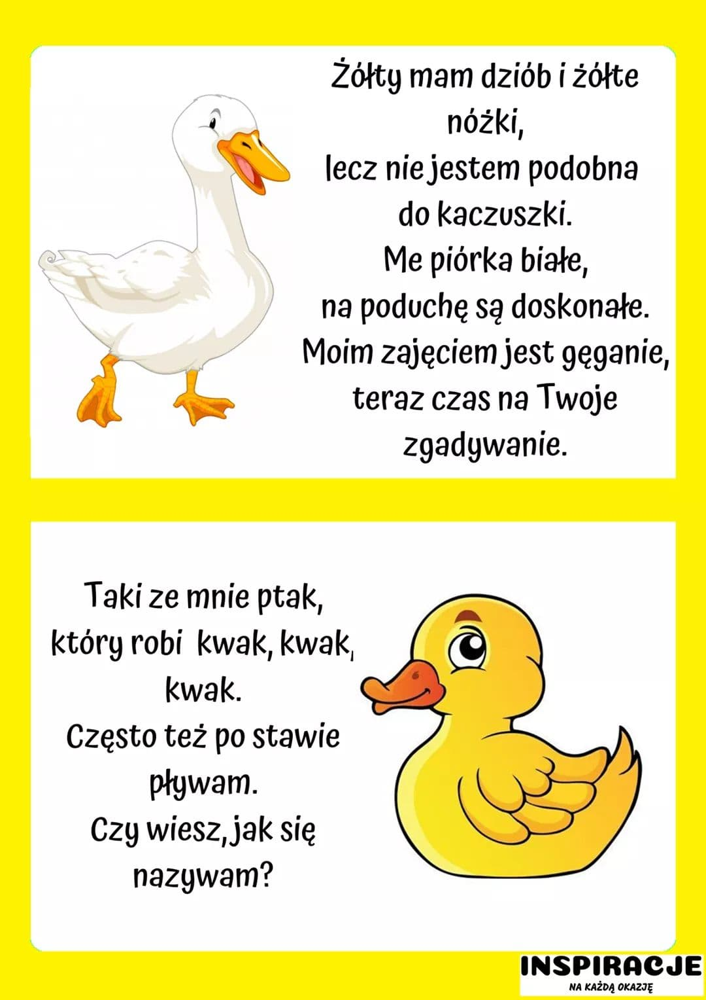 Żółty mam dziób i żółte
nóżki,
lecz nie jestem podobna
do kaczuszki.
Me piórka białe,
na poduchę są doskonałe.
Moim zajęciem jest gęganie,
teraz czas na Twoje
zgadywanie.
Taki ze mnie ptak,
który robi kwak, kwak,
kwak.
Często też po stawie
pływam.
Czy wiesz, jak się
nazywam?
INSPIRACJE
NA KAŻDĄ OKAZJĘ